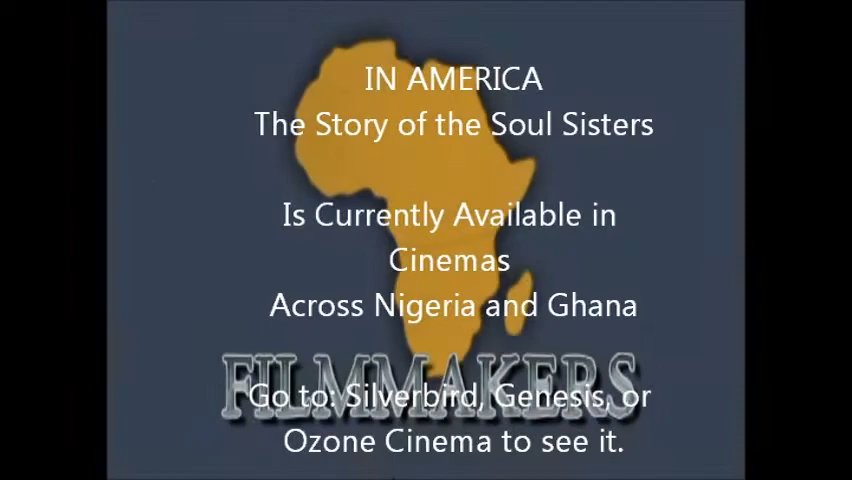 IN AMERICA
The Story of the Soul Sisters
Is Currently Available in
Cinemas
Across Nigeria and Ghana
FILMMAKERS
Go to: Silverbird, Genesis, or
Ozone Cinema to see it.